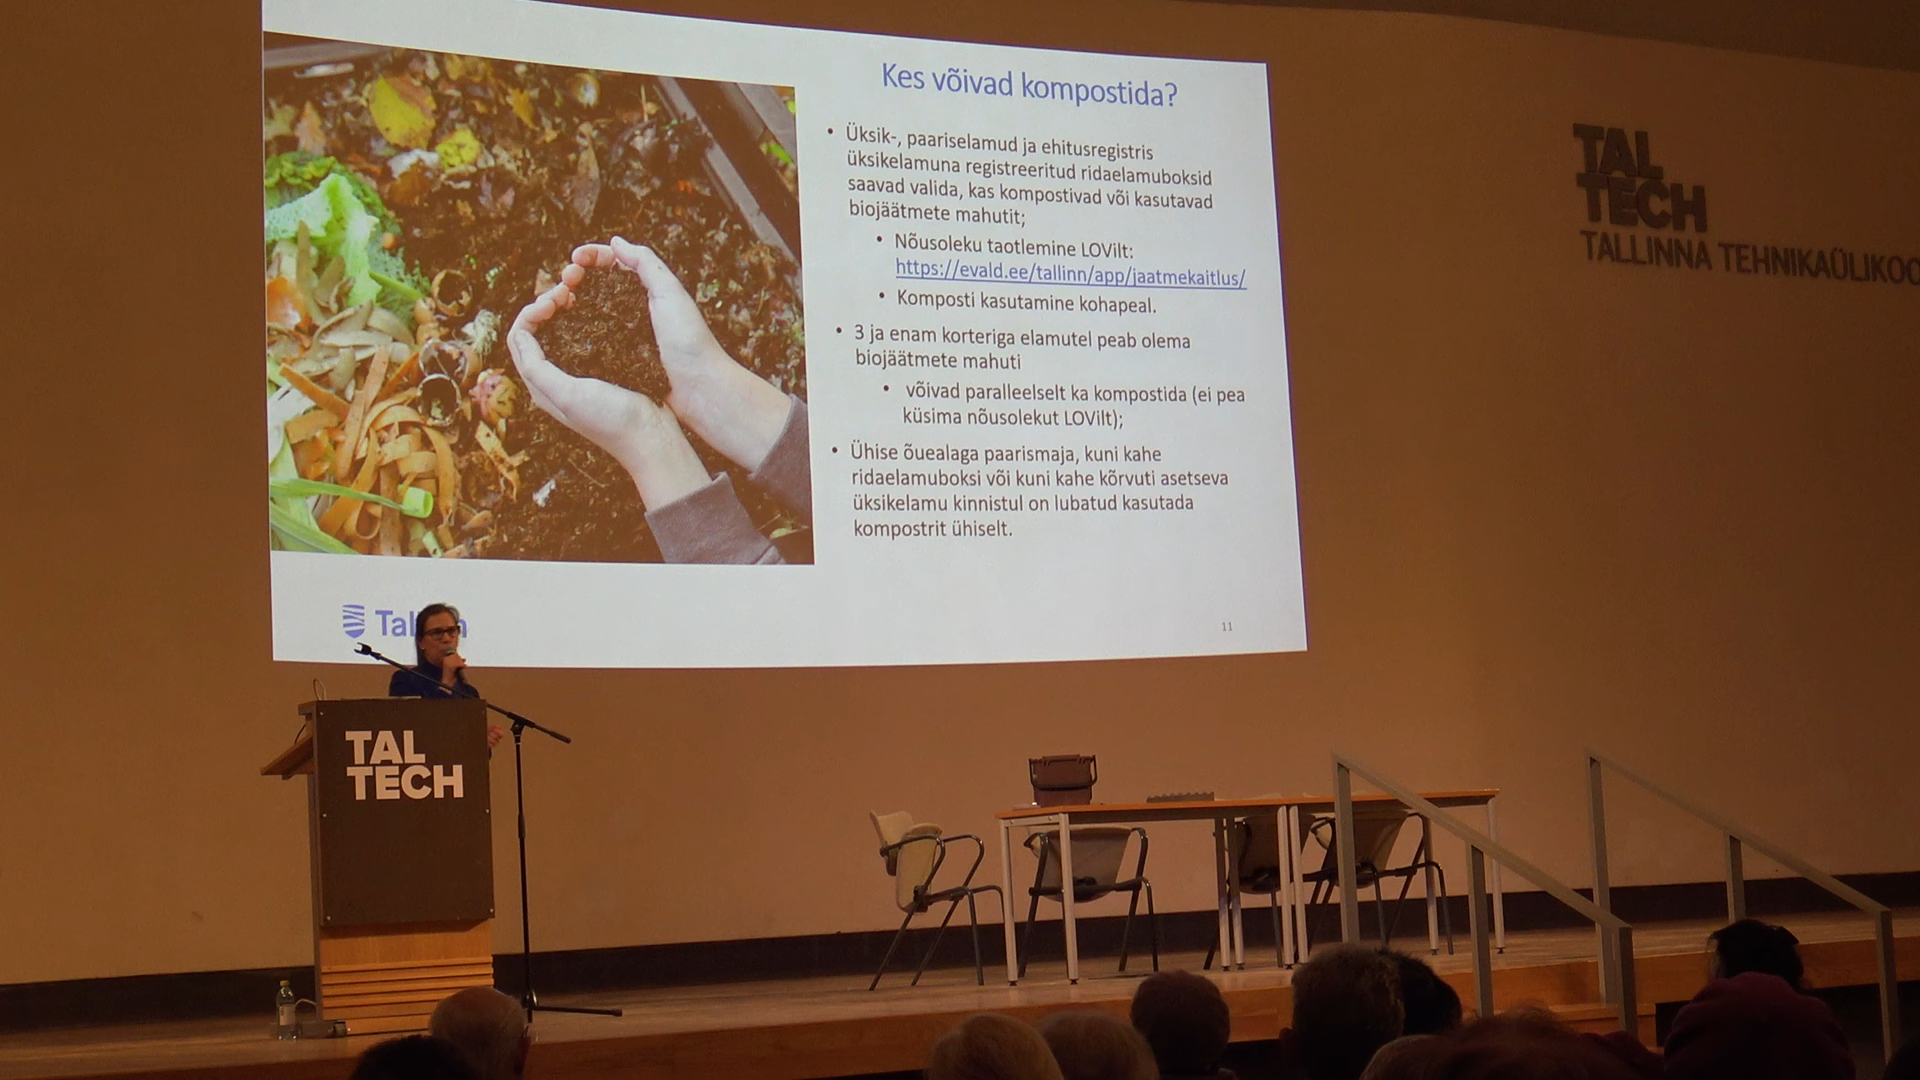 Kes võivad kompostida?
• Üksik-, paariselamud ja ehitusregistris
üksikelamuna registreeritud ridaelamuboksid
saavad valida, kas kompostivad või kasutavad
biojäätmete mahutit;
• Nõusoleku taotlemine LOVilt:
https://evald.ee/tallinn/app/jaatmekaitlus/
• Komposti kasutamine kohapeal.
• 3 ja enam korteriga elamutel peab olema
biojäätmete mahuti
• võivad paralleelselt ka kompostida (ei pea
küsima nõusolekut LOVilt);
• Ühise õuealaga paarismaja, kuni kahe
ridaelamuboksi või kuni kahe kõrvuti asetseva
üksikelamu kinnistul on lubatud kasutada
kompostrit ühiselt.
11
TAL
TECH
TALLINNA TEHNIKAÜLIKOO
TAL
TECH